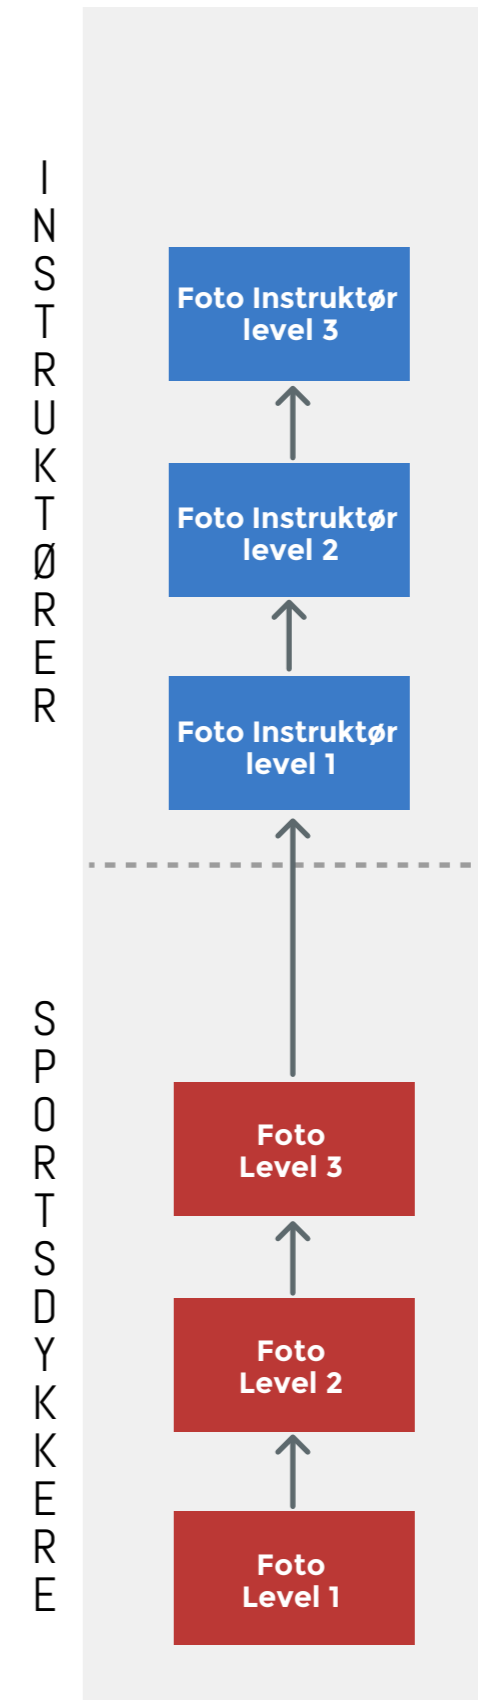 INSTRUKTØRER
Foto Instruktør
level 3
Foto Instruktør
level 2
Foto Instruktør
level 1
SPORTSDYKKERE
Foto
Level 3
Foto
Level 2
Foto
Level 1